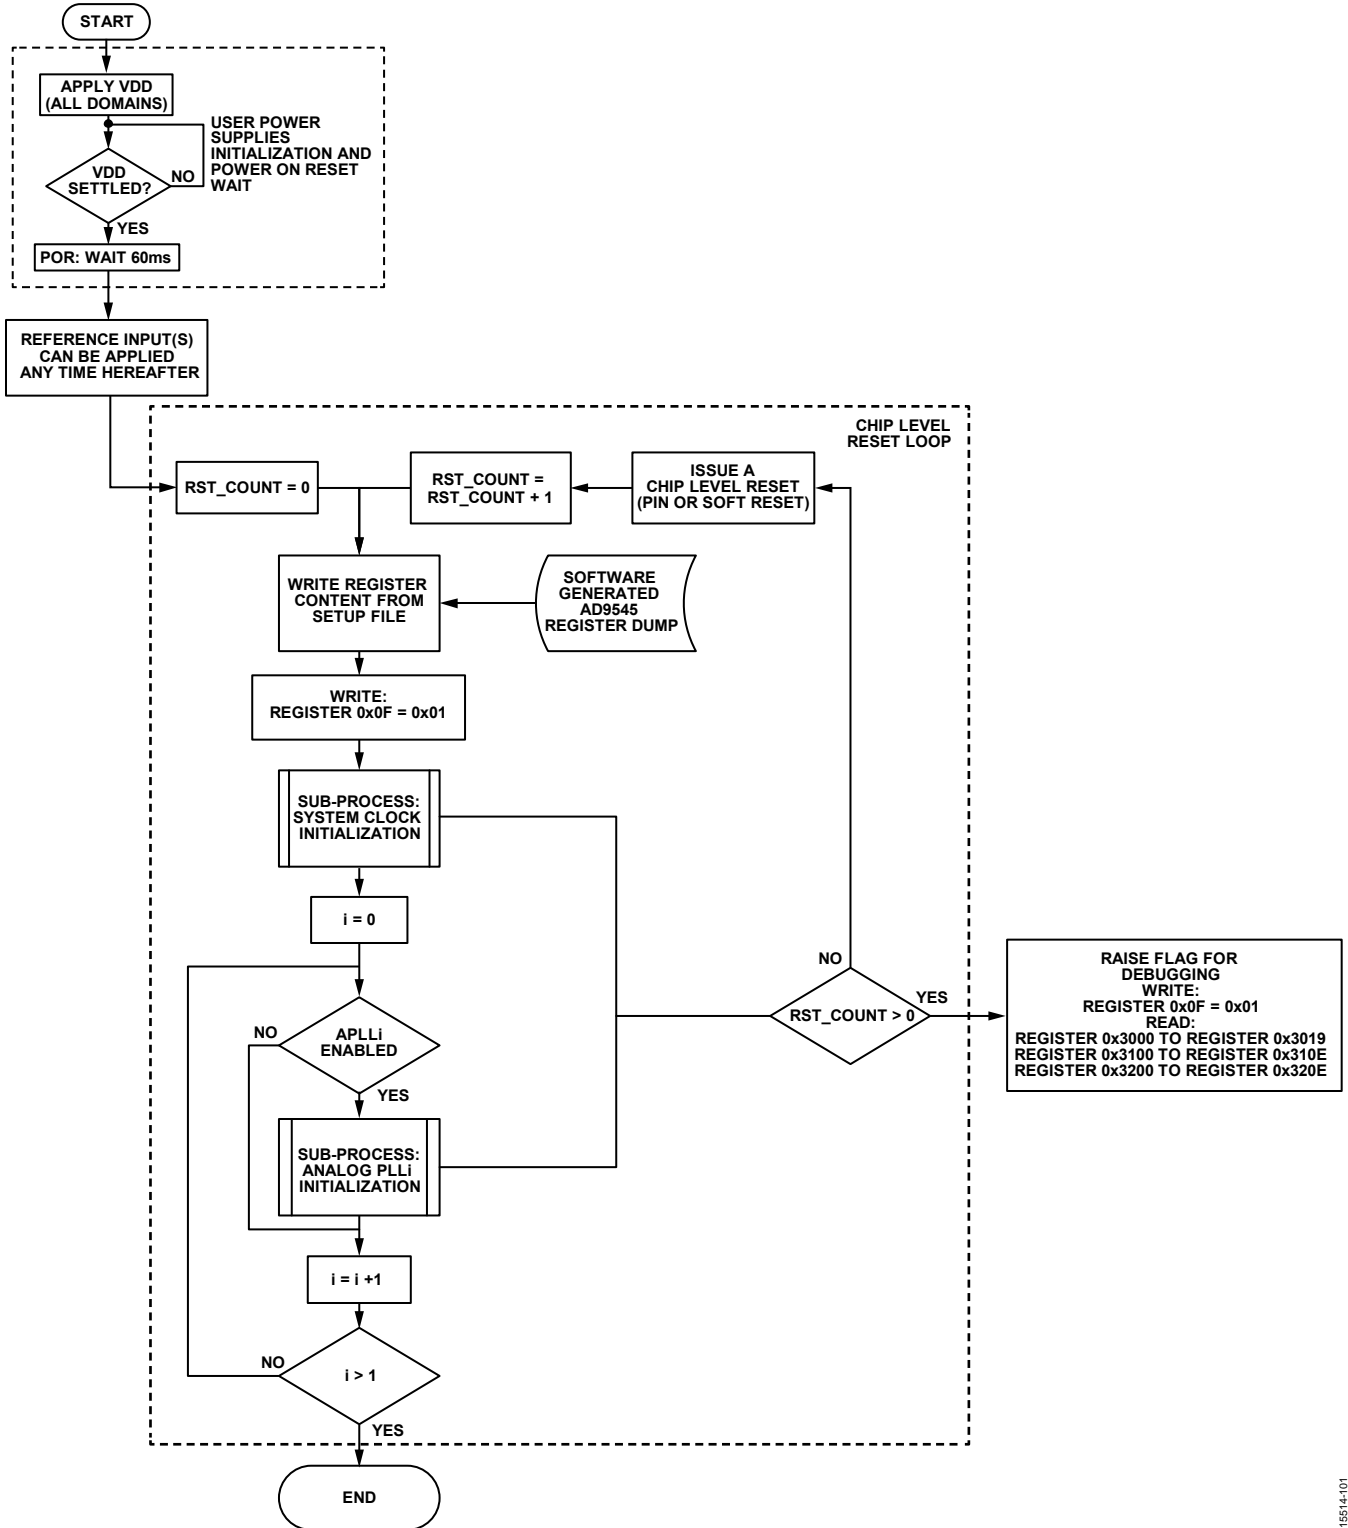 START
APPLY VDD
(ALL DOMAINS)
USER POWER
SUPPLIES
INITIALIZATION AND
POWER ON RESET
WAIT
VDD
SETTLED?
NO
YES
POR: WAIT 60ms
REFERENCE INPUT(S)
CAN BE APPLIED
ANY TIME HEREAFTER
CHIP LEVEL
RESET LOOP
RST_COUNT = 0
RST_COUNT =
RST_COUNT + 1
ISSUE A
CHIP LEVEL RESET
(PIN OR SOFT RESET)
WRITE REGISTER
CONTENT FROM
SETUP FILE
SOFTWARE
GENERATED
AD9545
REGISTER DUMP
WRITE:
REGISTER 0x0F = 0x01
SUB-PROCESS:
SYSTEM CLOCK
INITIALIZATION
i = 0
NO
RST_COUNT > 0
YES
RAISE FLAG FOR
DEBUGGING
WRITE:
REGISTER 0x0F = 0x01
READ:
REGISTER 0x3000 TO REGISTER 0x3019
REGISTER 0x3100 TO REGISTER 0x310E
REGISTER 0x3200 TO REGISTER 0x320E
NO
APLLi
ENABLED
YES
SUB-PROCESS:
ANALOG PLLi
INITIALIZATION
i = i +1
NO
i > 1
YES
END
15514-101